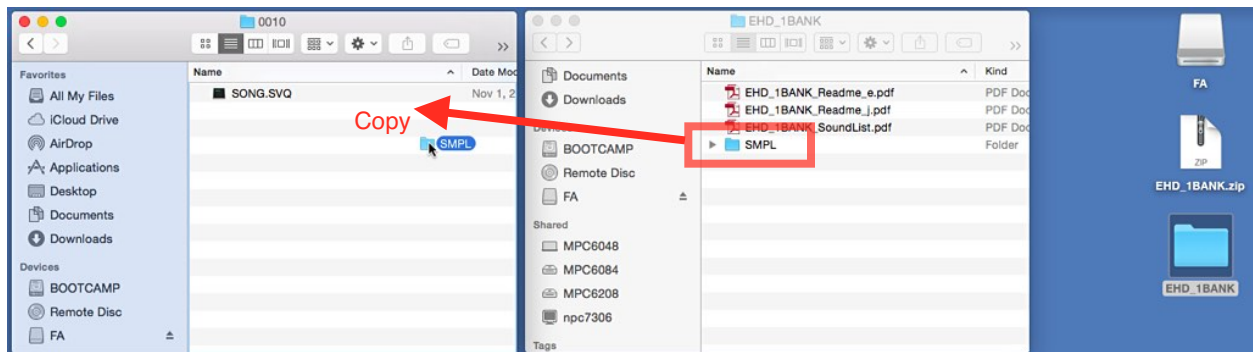 0010
Favorites
All My Files
iCloud Drive
AirDrop
Applications
Desktop
Documents
Downloads
Devices
BOOTCAMP
Remote Disc
FA
Name
Date Mod
SONG.SVQ
Nov 1, 2
Copy
SMPL
EHD_1BANK
Documents
Downloads
Devices
BOOTCAMP
Remote Disc
FA
Shared
MPC6048
MPC6084
MPC6208
npc7306
Tags
Name
Kind
EHD_1BANK_Readme_e.pdf
PDF Doc
EHD_1BANK_Readme_j.pdf
PDF Doc
EHD_1BANK_SoundList.pdf
PDF Doc
SMPL
Folder
FA
ZIP
EHD_1BANK.zip
EHD_1BANK